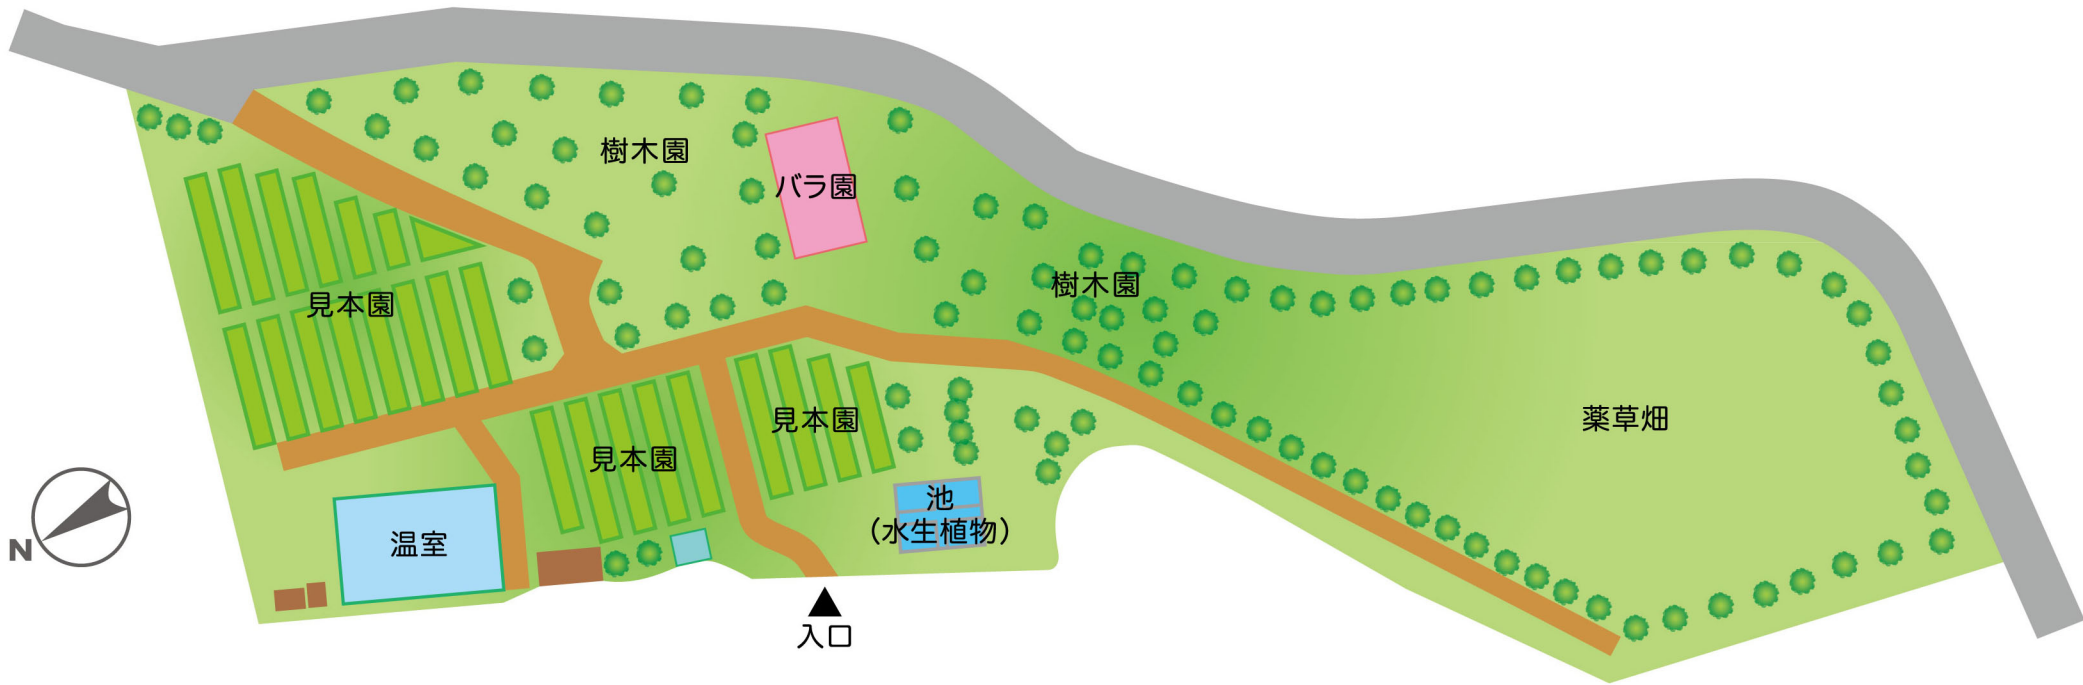 樹木園
バラ園
樹木園
見本園
見本園
見本園
薬草畑
池
（水生植物）
温室
N
入口